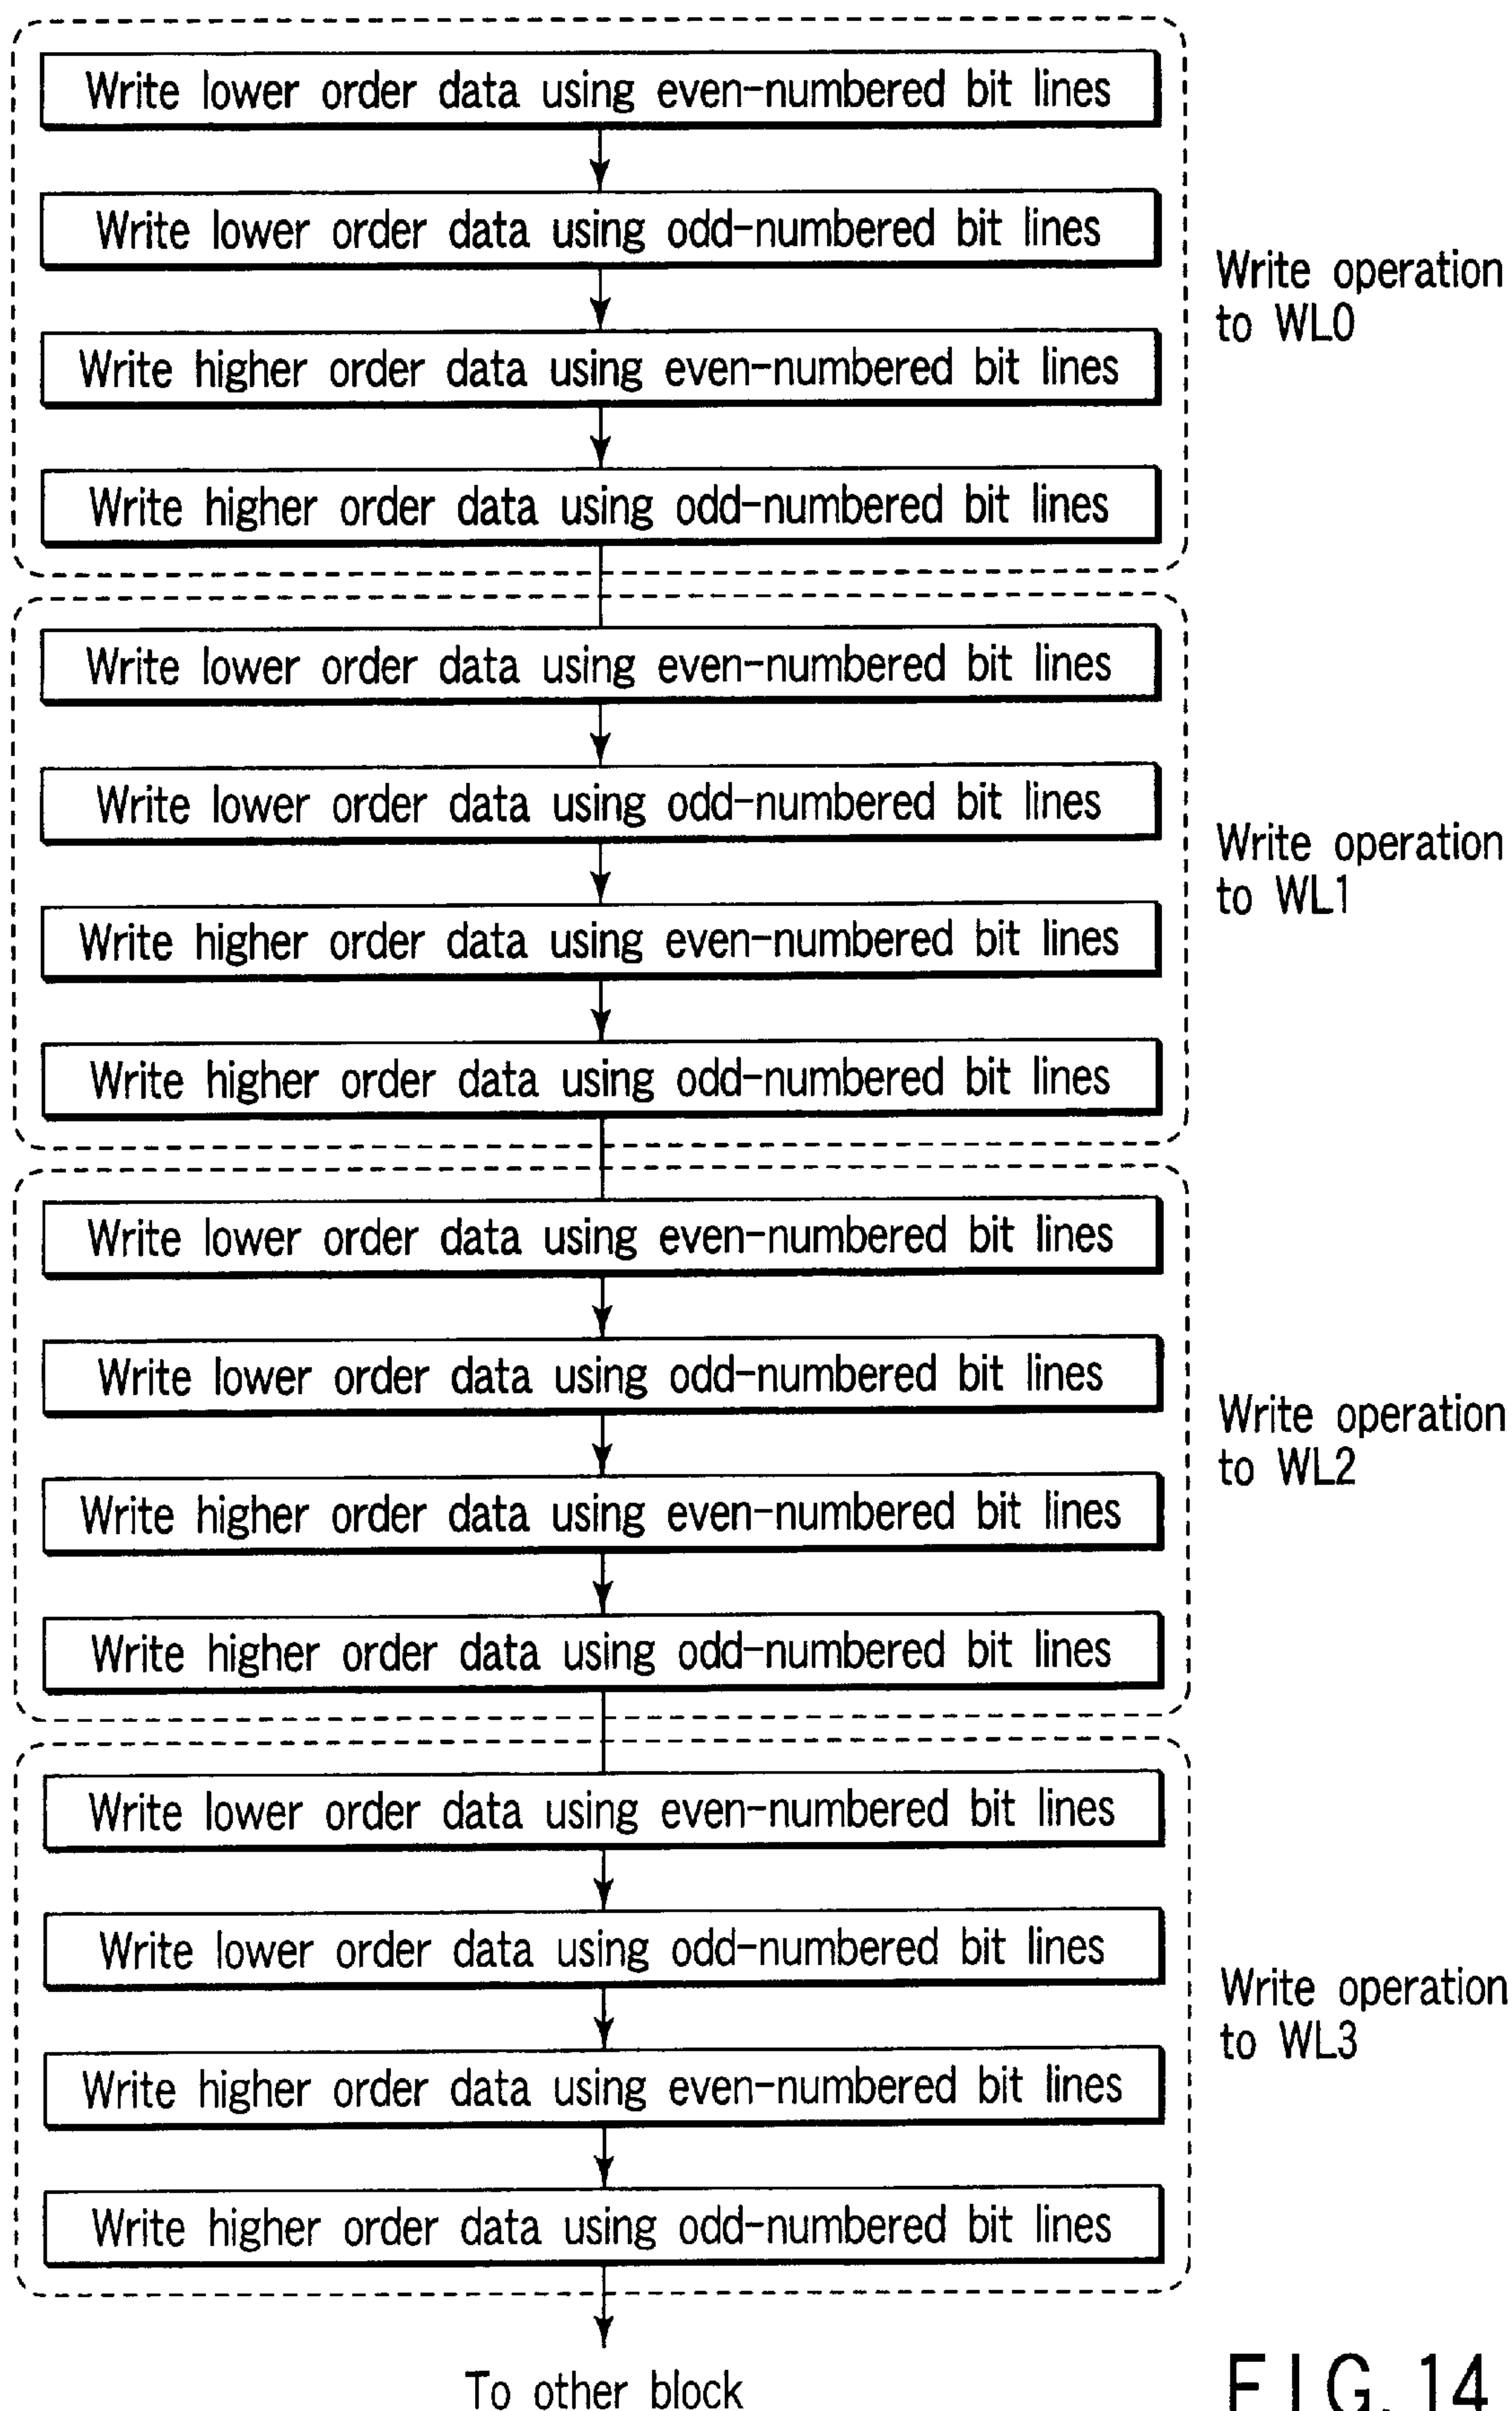 Write lower order data using even-numbered bit lines
Write lower order data using odd-numbered bit lines
Write higher order data using even-numbered bit lines
Write higher order data using odd-numbered bit lines
Write operation
to WL0
Write lower order data using even-numbered bit lines
Write lower order data using odd-numbered bit lines
Write higher order data using even-numbered bit lines
Write higher order data using odd-numbered bit lines
Write operation
to WL1
Write lower order data using even-numbered bit lines
Write lower order data using odd-numbered bit lines
Write higher order data using even-numbered bit lines
Write higher order data using odd-numbered bit lines
Write operation
to WL2
Write lower order data using even-numbered bit lines
Write lower order data using odd-numbered bit lines
Write higher order data using even-numbered bit lines
Write higher order data using odd-numbered bit lines
Write operation
to WL3
To other block
FIG. 14